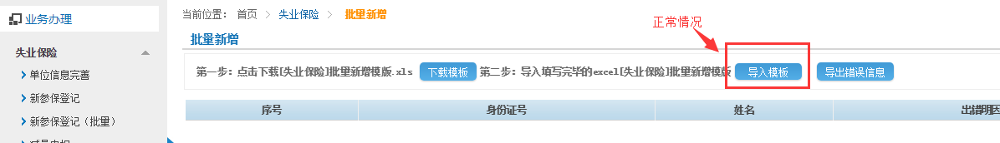 业务办理
失业保险
单位信息完善
新参保登记
新参保登记（批量）
当前位置： 首页 > 失业保险 > 批量新增
正常情况
批量新增
第一步：点击下载[失业保险]批量新增模版.xls 下载模板 第二步：导入填写完毕的excel[失业保险]批量新增模版 导入模板 导出错误信息
序号 身份证号 姓名 出错明